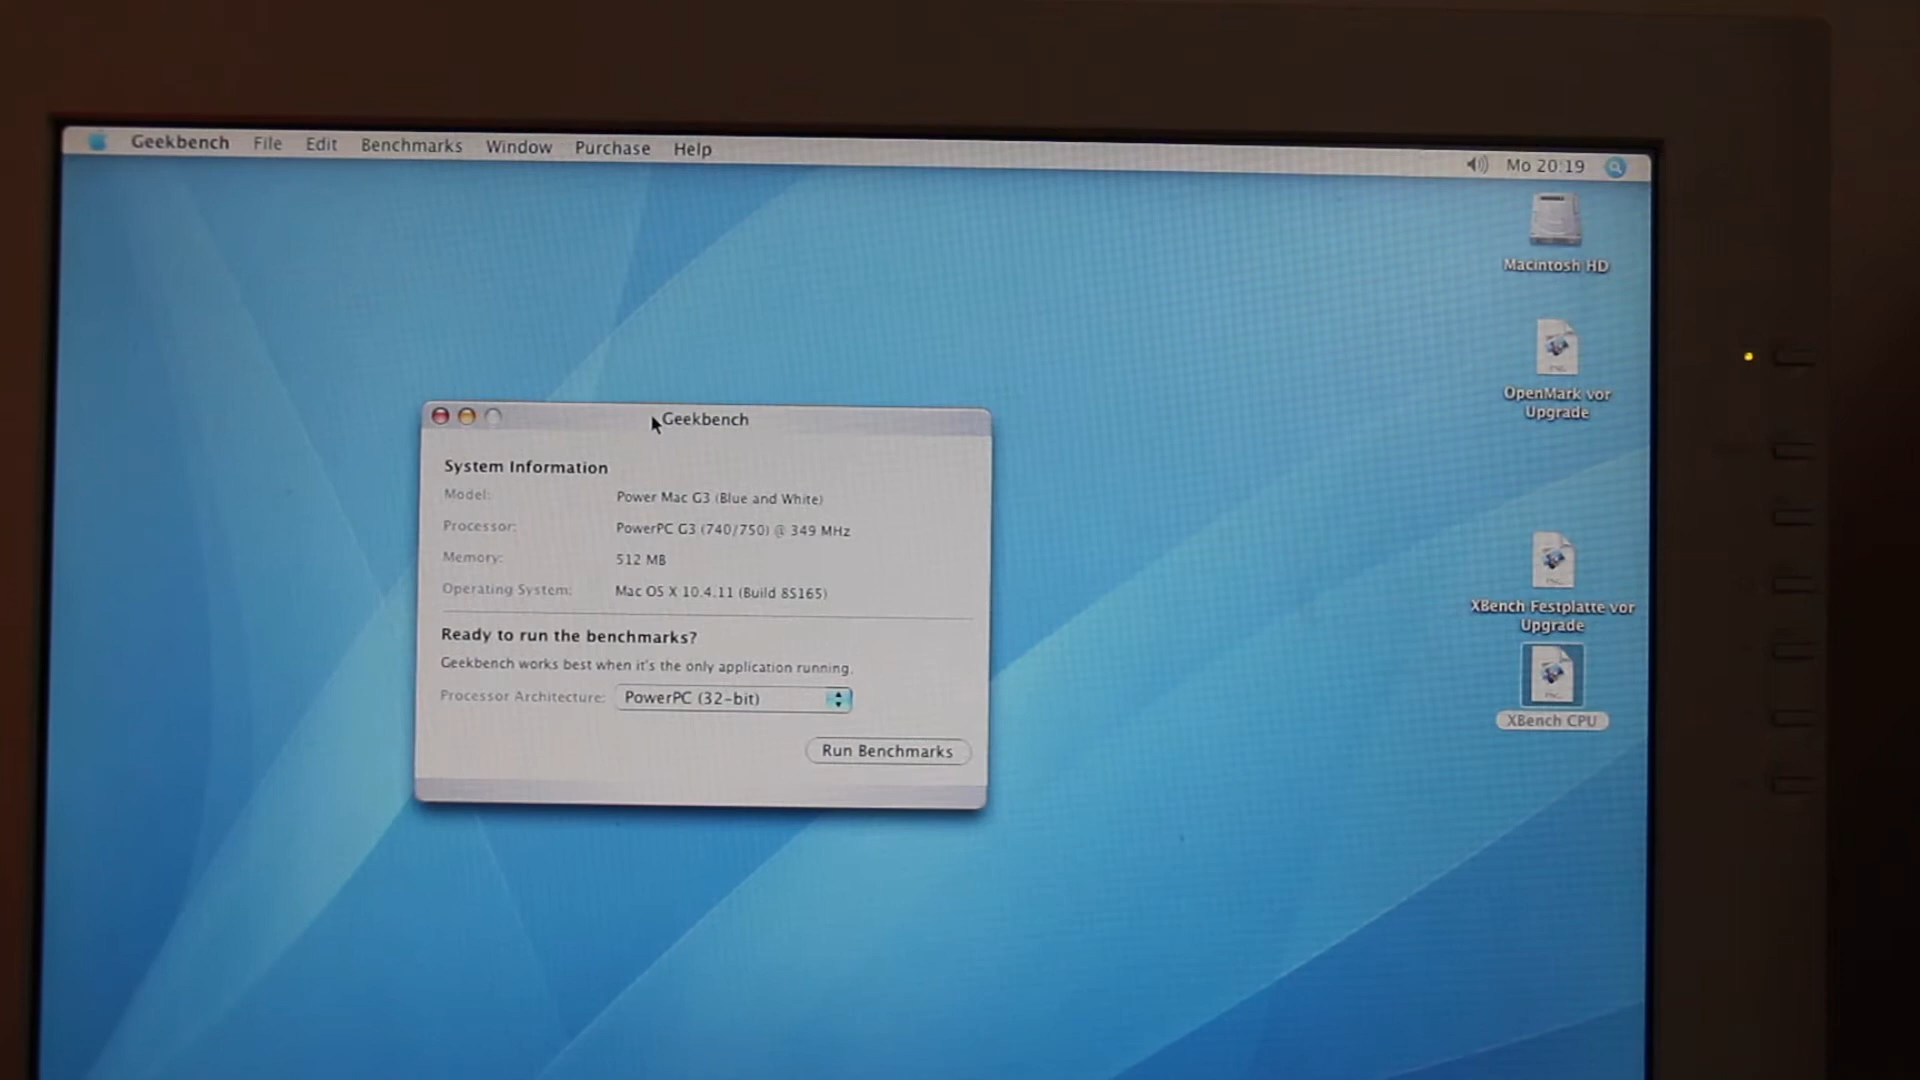 Geekbench File Edit Benchmarks Window Purchase Help
Mo 20:19
Macintosh HD
OpenMark vor
Upgrade
Geekbench
System Information
Model: Power Mac G3 (Blue and White)
Processor: PowerPC G3 (740/750) @ 349 MHz
Memory: 512 MB
Operating System: Mac OS X 10.4.11 (Build 8S165)
Ready to run the benchmarks?
Geekbench works best when it's the only application running.
Processor Architecture: PowerPC (32-bit)
Run Benchmarks
XBench Festplatte vor
Upgrade
XBench CPU